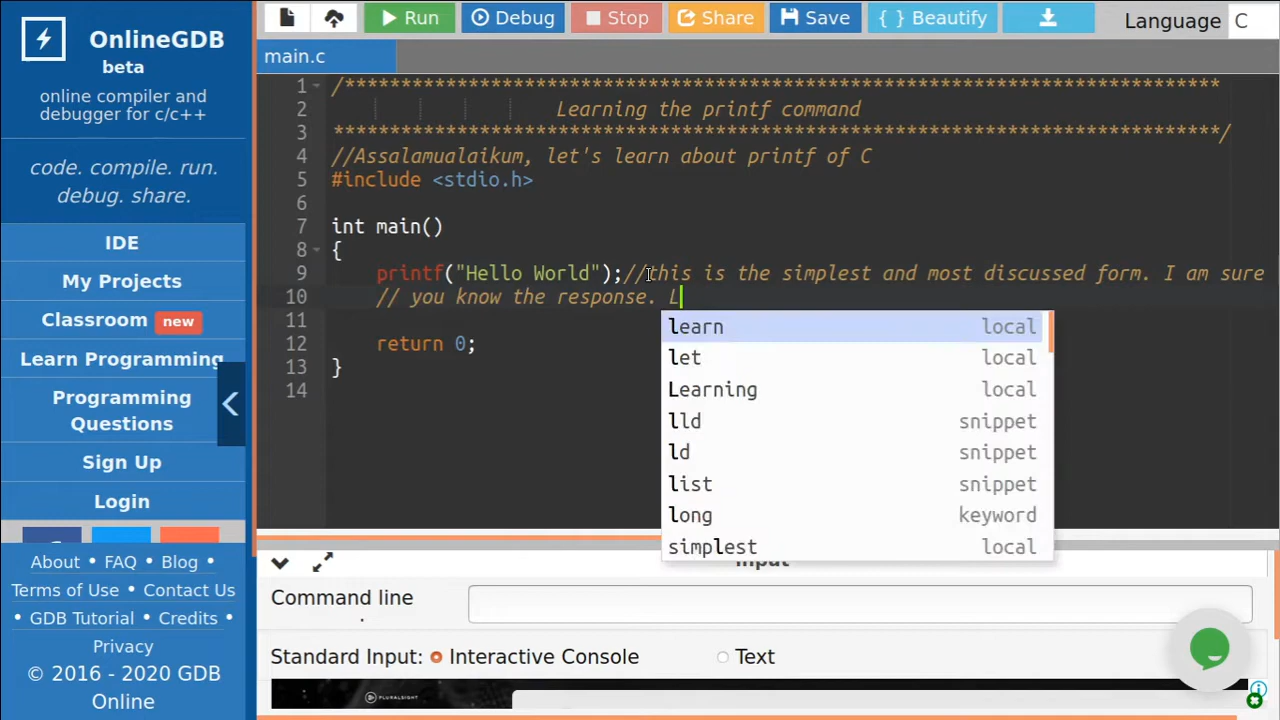 OnlineGDB
beta
online compiler and
debugger for c/c++
code. compile. run.
debug. share.
IDE
My Projects
Classroom new
Learn Programming
Programming
Questions
Sign Up
Login
About • FAQ • Blog •
Terms of Use • Contact Us
• GDB Tutorial • Credits •
Privacy
© 2016 - 2020 GDB
Online
Run Debug Stop Share Save { } Beautify Language C
main.c
1 /******************************************************************************
2 Learning the printf command
3 *******************************************************************************/
4 //Assalamualaikum, let's learn about printf of C
5 #include <stdio.h>
6
7 int main()
8 {
9 printf("Hello World");//this is the simplest and most discussed form. I am sure
10 // you know the response. L
11
12 return 0;
13 }
14
learn local
let local
Learning local
lld snippet
ld snippet
list snippet
long keyword
simplest local
input
Command line
Standard Input: Interactive Console Text
PLURALSIGHT